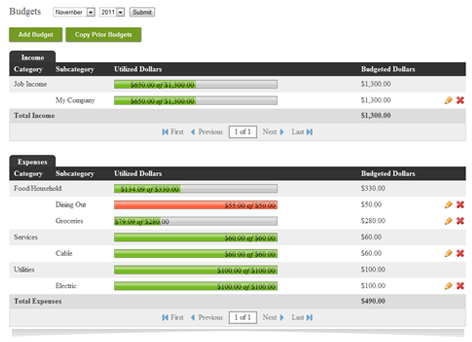 Budgets November 2011 Submit
Add Budget Copy Prior Budgets
Income
Category Subcategory Utilized Dollars Budgeted Dollars
Job Income $650.00 of $1,300.00 $1,300.00
My Company $650.00 of $1,300.00 $1,300.00
Total Income $1,300.00
First Previous 1 of 1 Next Last
Expenses
Category Subcategory Utilized Dollars Budgeted Dollars
Food/Household $134.09 of $330.00 $330.00
Dining Out $55.00 of $50.00 $50.00
Groceries $79.09 of $280.00 $280.00
Services $60.00 of $60.00 $60.00
Cable $60.00 of $60.00 $60.00
Utilities $100.00 of $100.00 $100.00
Electric $100.00 of $100.00 $100.00
Total Expenses $490.00
First Previous 1 of 1 Next Last